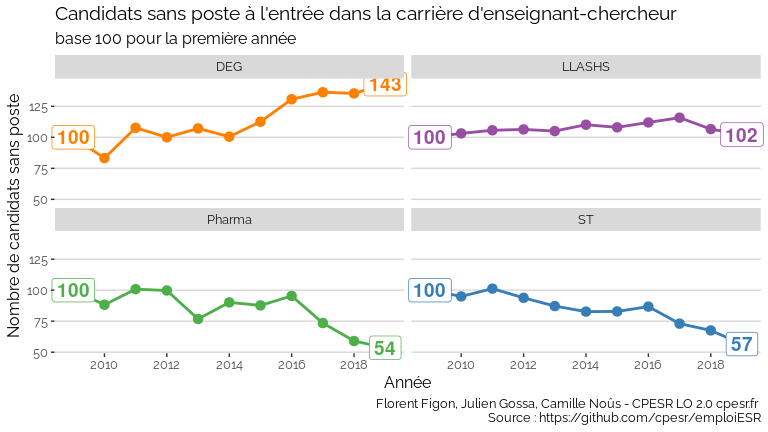 Candidats sans poste à l'entrée dans la carrière d'enseignant-chercheur
base 100 pour la première année
DEG
LLASHS
Nombre de candidats sans poste
125
100
75
50
100
143
100
102
Pharma
ST
125
100
75
50
100
54
100
57
2010
2012
2014
2016
2018
2010
2012
2014
2016
2018
Année
Florent Figon, Julien Gossa, Camille Noûs - CPESR LO 2.0 cpesr.fr
Source : https://github.com/cpesr/emploiESR